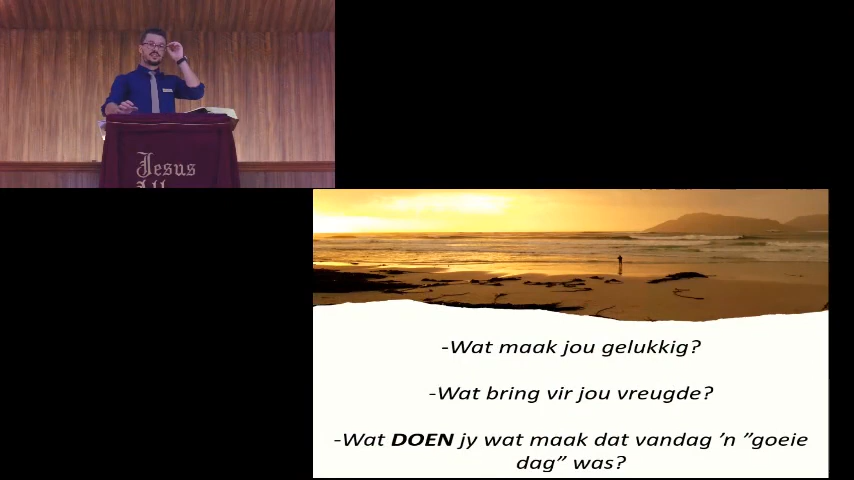 Jesus
-Wat maak jou gelukkig?
-Wat bring vir jou vreugde?
-Wat DOEN jy wat maak dat vandag ’n ”goeie
dag” was?